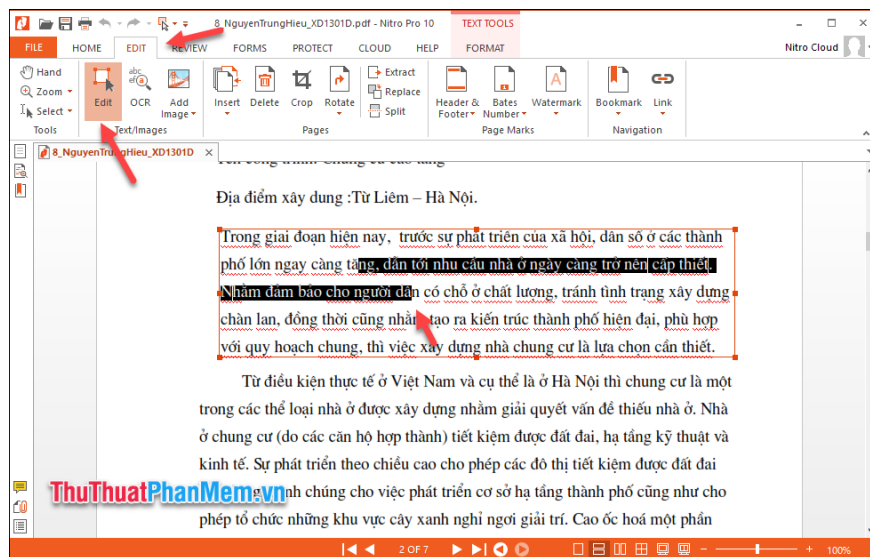 8_NguyenTrungHieu_XD1301D.pdf - Nitro Pro 10
TEXT TOOLS
FILE HOME EDIT REVIEW FORMS PROTECT CLOUD HELP FORMAT
Nitro Cloud
Hand
Zoom
Select
Tools
Edit
OCR
Add Image
Text/Images
Insert
Delete
Crop
Rotate
Extract
Replace
Split
Pages
Header & Footer
Bates Number
Watermark
Page Marks
Bookmark
Link
Navigation
8_NguyenTrungHieu_XD1301D
Địa điểm xây dung :Từ Liêm – Hà Nội.
Trong giai đoạn hiện nay, trước sự phát triên của xã hội, dân số ở các thành
phố lớn ngay càng tăng, dẫn tới nhu cầu nhà ở ngày càng trở nên cấp thiết.
Nhằm đảm bảo cho người dân có chỗ ở chất lương, tránh tình trạng xây dựng
chàn lan, đồng thời cũng nhằm tạo ra kiến trúc thành phố hiện đại, phù hợp
với quy hoạch chung, thì việc xây dựng nhà chung cư là lựa chọn cần thiết.
Từ điều kiện thực tế ở Việt Nam và cụ thể là ở Hà Nội thì chung cư là một
trong các thể loại nhà ở được xây dựng nhằm giải quyết vấn đề thiếu nhà ở. Nhà
ở chung cư (do các căn hộ hợp thành) tiết kiệm được đất đai, hạ tầng kỹ thuật và
kinh tế. Sự phát triển theo chiều cao cho phép các đô thị tiết kiệm được đất đai
chúng cho việc phát triển cơ sở hạ tầng thành phố cũng như cho
ThuThuatPhanMem.vn
phép tổ chức những khu vực cây xanh nghỉ ngơi giải trí. Cao ốc hoá một phần
2 OF 7
100%